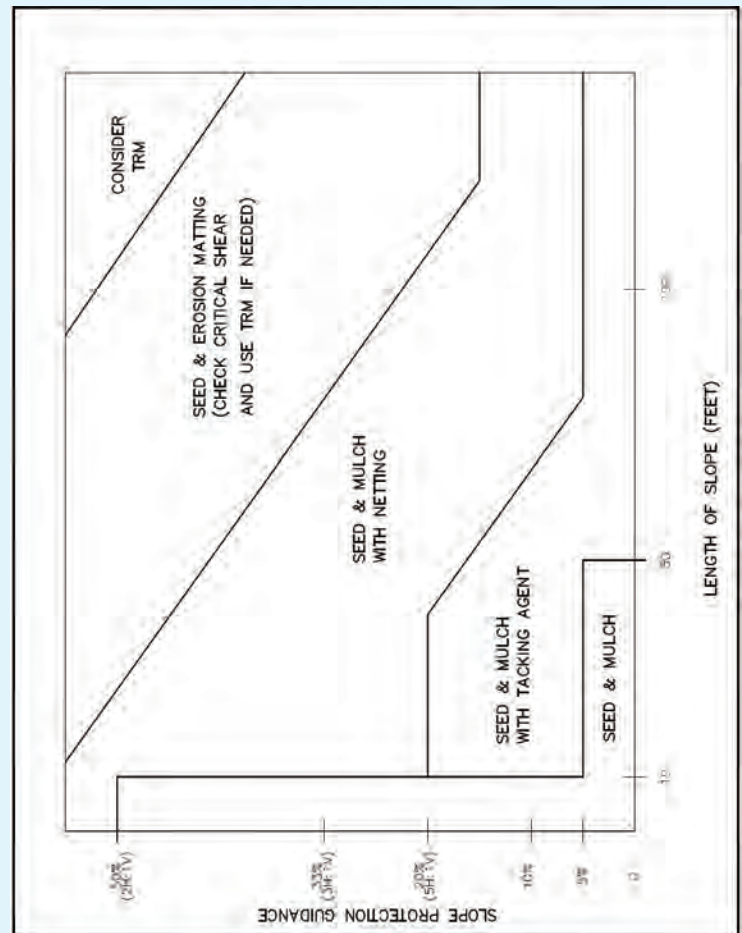 CONSIDER
TRM
SEED & EROSION MATTING
(CHECK CRITICAL SHEAR
AND USE TRM IF NEEDED)
SEED & MULCH
WITH NETTING
SEED & MULCH
WITH TACKING AGENT
SEED & MULCH
SLOPE PROTECTION GUIDANCE
50%
(2H:1V)
33%
(3H:1V)
20%
(5H:1V)
10%
5%
0
10
50
100
LENGTH OF SLOPE (FEET)